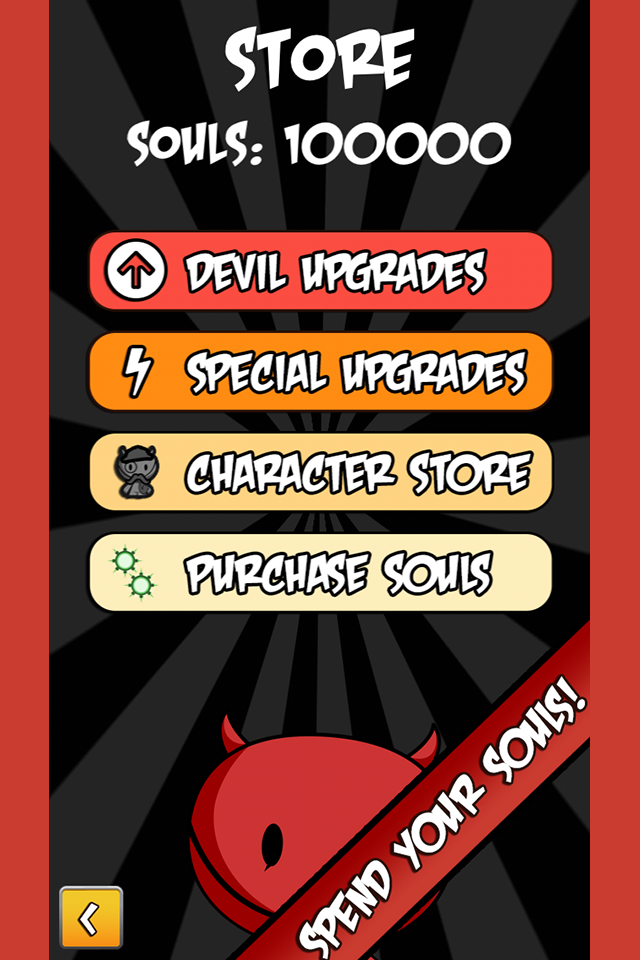 STORE
SOULS: 100000
DEVIL UPGRADES
SPECIAL UPGRADES
CHARACTER STORE
PURCHASE SOULS
SPEND YOUR SOULS!